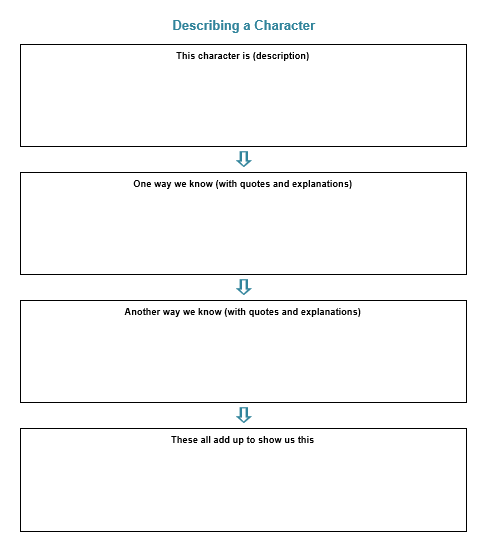 Describing a Character
This character is (description)
One way we know (with quotes and explanations)
Another way we know (with quotes and explanations)
These all add up to show us this